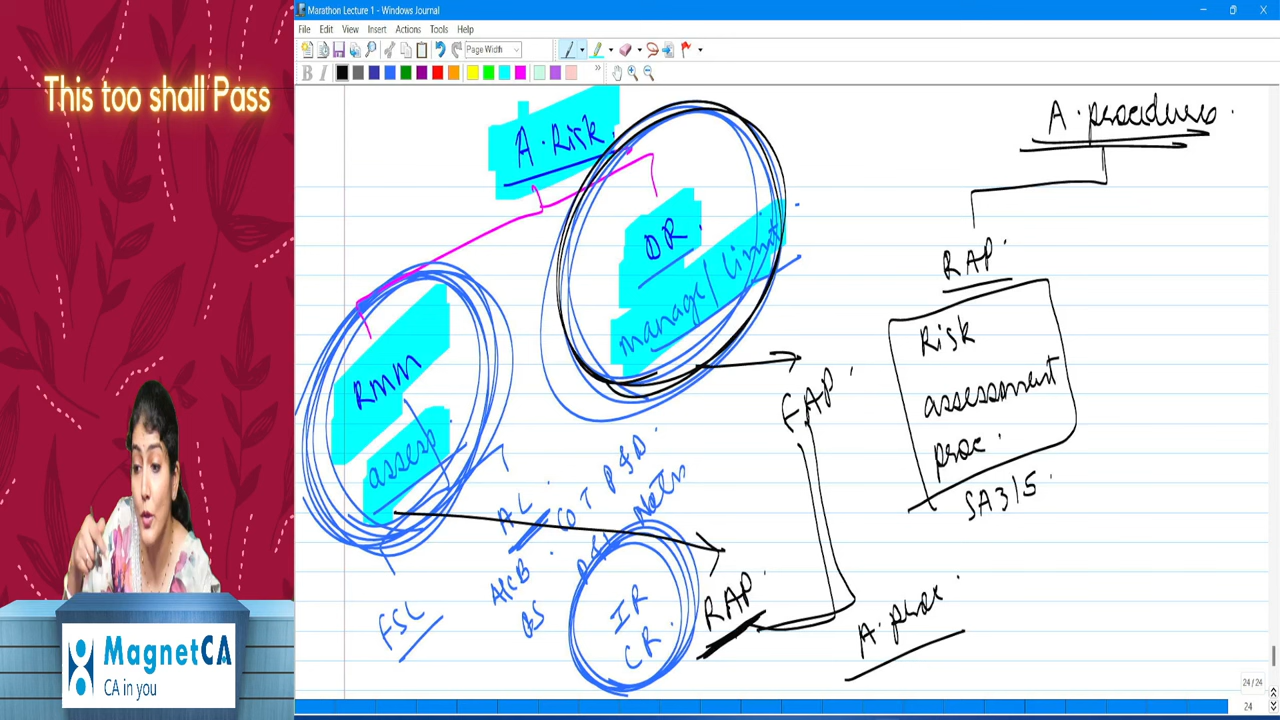 This too shall Pass
MagnetCA
CA in you
Marathon Lecture 1 - Windows Journal
File Edit View Insert Actions Tools Help
Page Width
A. Risk.
OR.
manage/limit
RMM
assess.
FSL
AL.
COT P&D.
Notes
ACB.
IR
CR.
FAP.
RAP.
A. proc.
A. procedures.
RAP.
Risk
assessment
proc.
SA315.
24 / 24
24